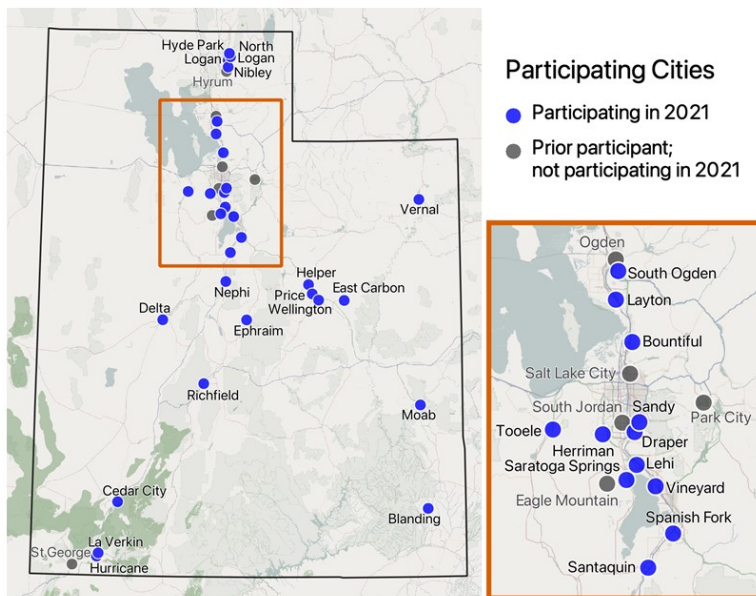 Hyde Park
North
Logan
Logan
Nibley
Hyrum
Vernal
Helper
Nephi
Price
East Carbon
Wellington
Delta
Ephraim
Richfield
Moab
Cedar City
Blanding
La Verkin
St George
Hurricane
Participating Cities
Participating in 2021
Prior participant;
not participating in 2021
Ogden
South Ogden
Layton
Bountiful
Salt Lake City
South Jordan
Sandy
Park City
Tooele
Draper
Herriman
Saratoga Springs
Lehi
Eagle Mountain
Vineyard
Spanish Fork
Santaquin